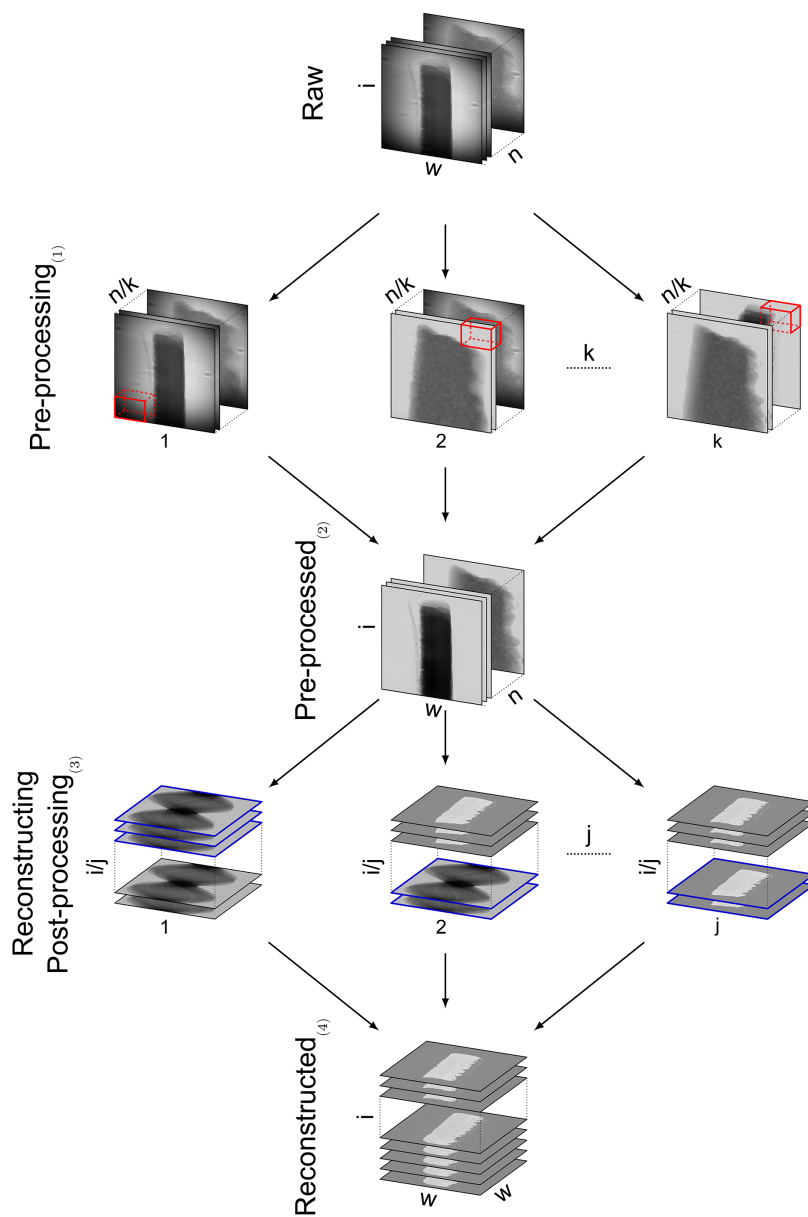 Raw
i
w
n
Pre-processing(1)
n/k
1
n/k
2
k
n/k
k
Pre-processed(2)
i
w
n
Reconstructing
Post-processing(3)
i/j
1
i/j
2
j
i/j
j
Reconstructed(4)
i
w
w